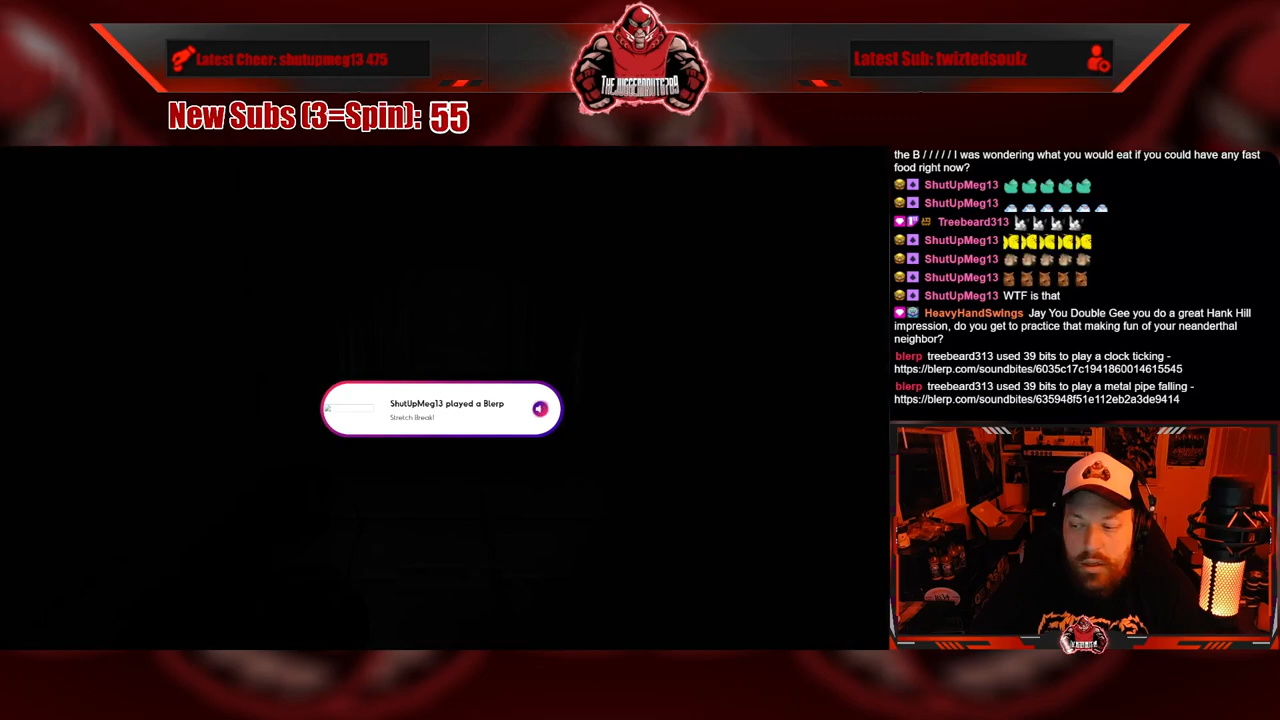 Latest Cheer: shutupmeg13 475
THEJUGGERNAUT6789
Latest Sub: twiztedsoulz
New Subs (3=Spin): 55
the B / / / / / I was wondering what you would eat if you could have any fast
food right now?
ShutUpMeg13
ShutUpMeg13
Treebeard313
ShutUpMeg13
ShutUpMeg13
ShutUpMeg13
ShutUpMeg13 WTF is that
HeavyHandSwings Jay You Double Gee you do a great Hank Hill
impression, do you get to practice that making fun of your neanderthal
neighbor?
blerp treebeard313 used 39 bits to play a clock ticking -
https://blerp.com/soundbites/6035c17c1941860014615545
blerp treebeard313 used 39 bits to play a metal pipe falling -
https://blerp.com/soundbites/635948f51e112eb2a3de9414
ShutUpMeg13 played a Blerp
Stretch Break!